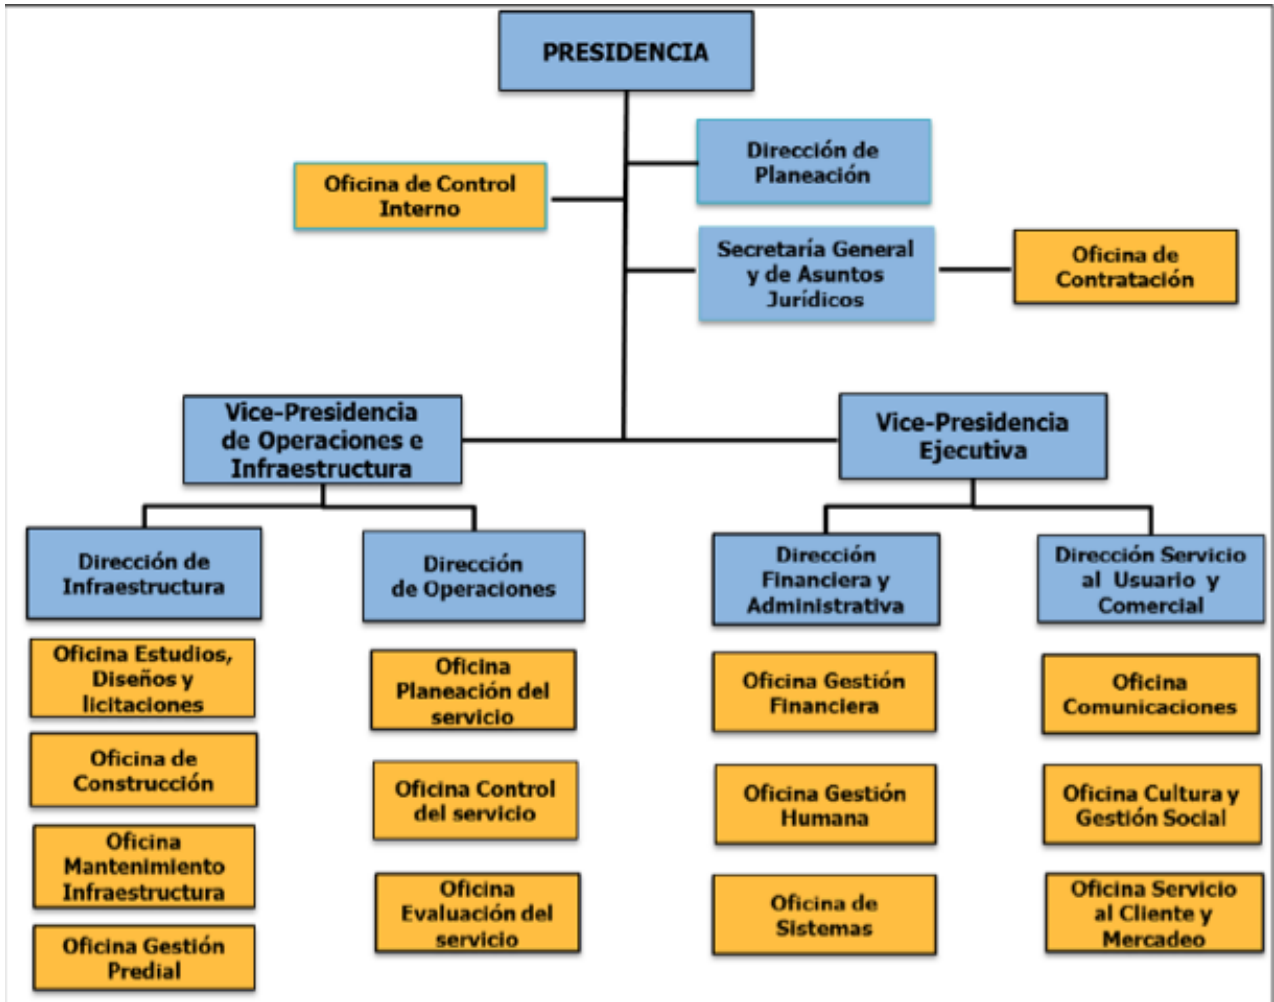 PRESIDENCIA
Dirección de
Planeación
Oficina de Control
Interno
Secretaría General
y de Asuntos
Jurídicos
Oficina de
Contratación
Vice-Presidencia
de Operaciones e
Infraestructura
Vice-Presidencia
Ejecutiva
Dirección de
Infraestructura
Dirección
de Operaciones
Dirección
Financiera y
Administrativa
Dirección Servicio
al Usuario y
Comercial
Oficina Estudios,
Diseños y
licitaciones
Oficina
Planeación del
servicio
Oficina Gestión
Financiera
Oficina
Comunicaciones
Oficina de
Construcción
Oficina Control
del servicio
Oficina Gestión
Humana
Oficina Cultura y
Gestión Social
Oficina
Mantenimiento
Infraestructura
Oficina
Evaluación del
servicio
Oficina de
Sistemas
Oficina Servicio
al Cliente y
Mercadeo
Oficina Gestión
Predial